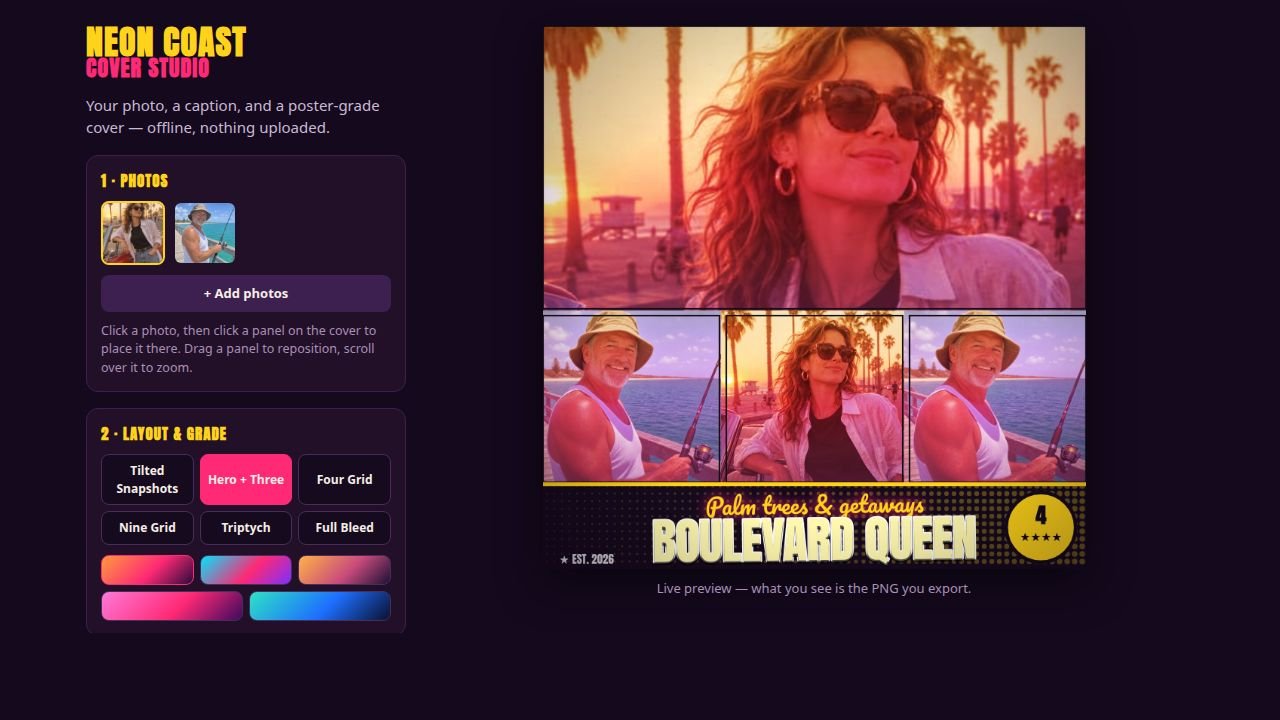 NEON COAST
COVER STUDIO
Your photo, a caption, and a poster-grade
cover — offline, nothing uploaded.
1 · PHOTOS
+ Add photos
Click a photo, then click a panel on the cover to
place it there. Drag a panel to reposition, scroll
over it to zoom.
2 · LAYOUT & GRADE
Tilted
Snapshots
Hero + Three
Four Grid
Nine Grid
Triptych
Full Bleed
Palm trees & getaways
BOULEVARD QUEEN
★ EST. 2026
4
★★★★
Live preview — what you see is the PNG you export.